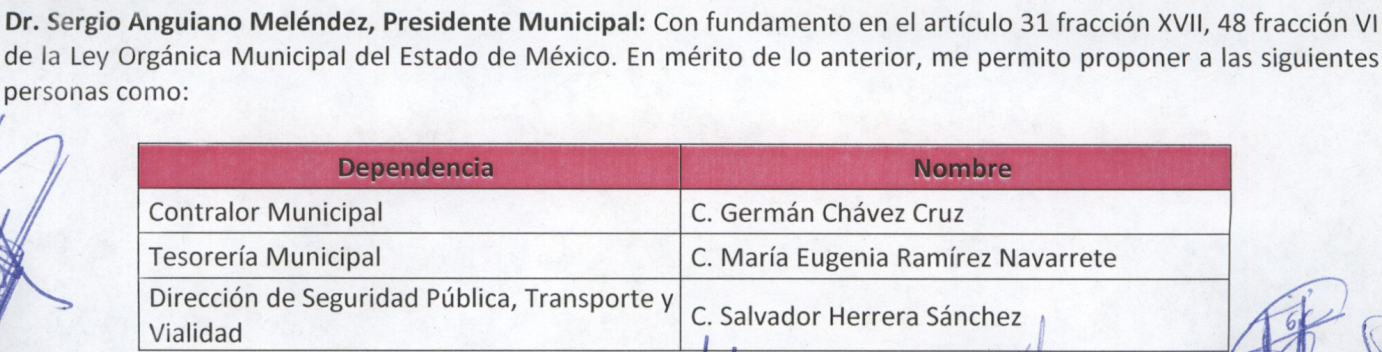 Dr. Sergio Anguiano Meléndez, Presidente Municipal: Con fundamento en el artículo 31 fracción XVII, 48 fracción VI
de la Ley Orgánica Municipal del Estado de México. En mérito de lo anterior, me permito proponer a las siguientes
personas como:
Dependencia Nombre
Contralor Municipal C. Germán Chávez Cruz
Tesorería Municipal C. María Eugenia Ramírez Navarrete
Dirección de Seguridad Pública, Transporte y
Vialidad C. Salvador Herrera Sánchez